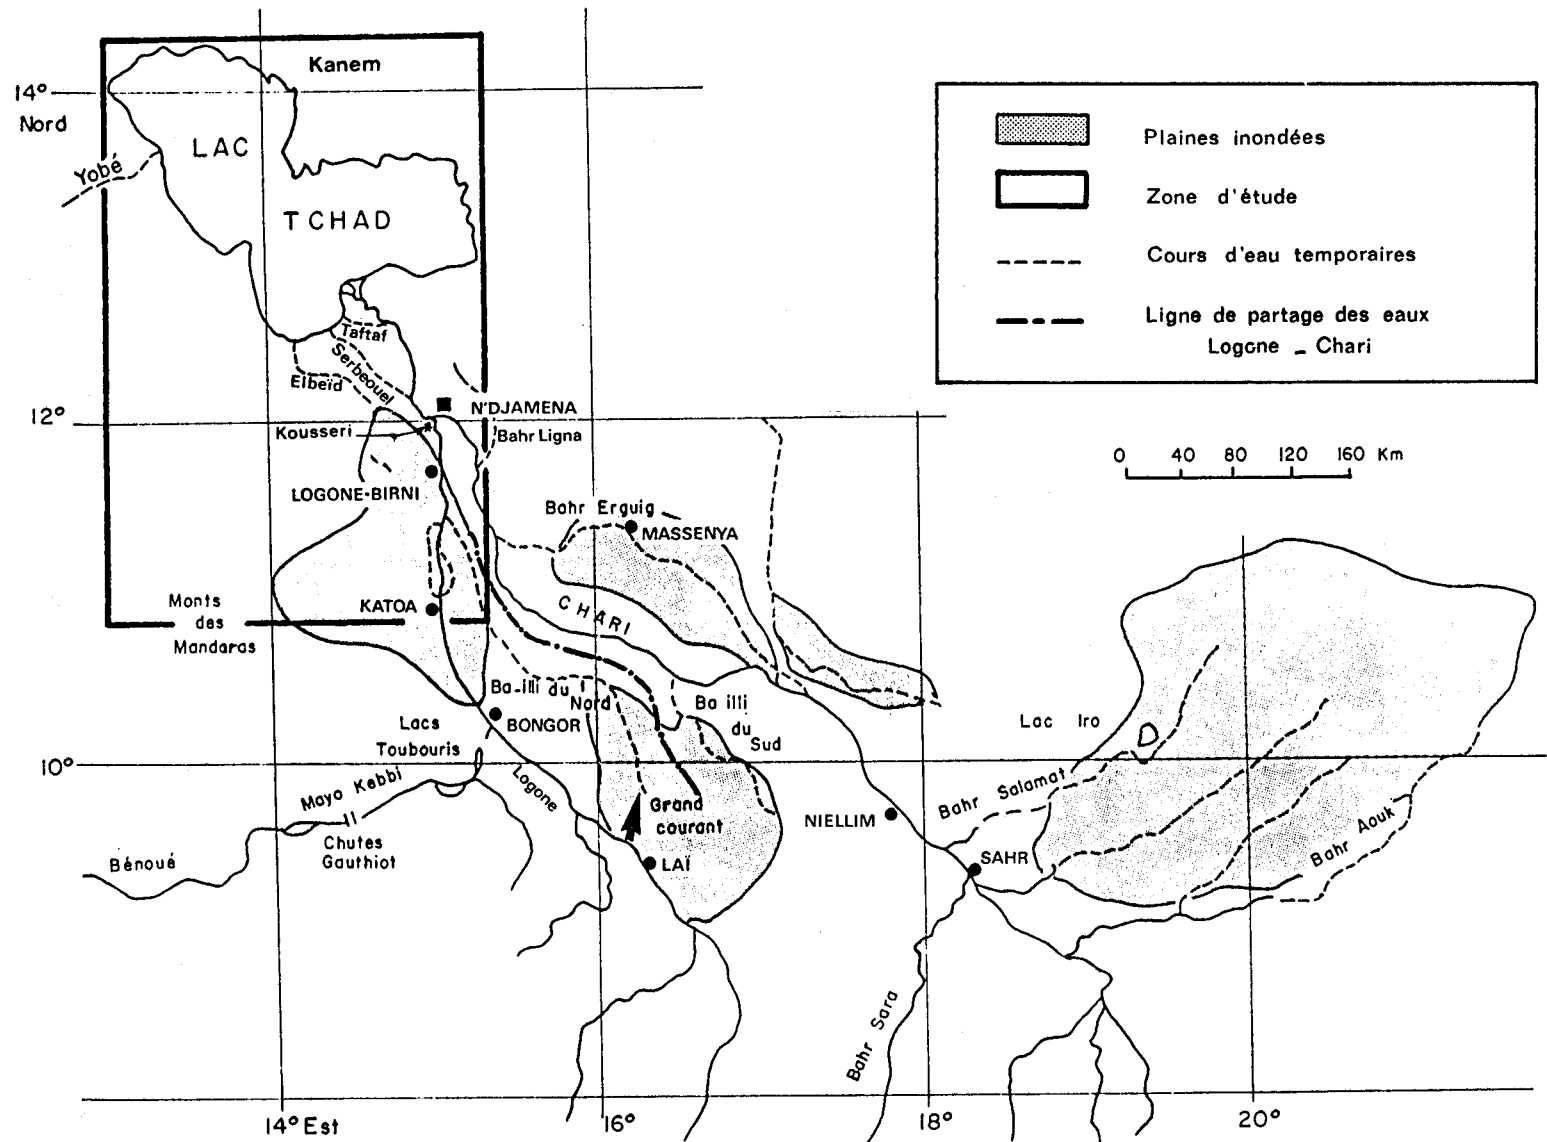 Kanem
14°
Nord
LAC
Yobé
TCHAD
Plaines inondées
Zone d'étude
Cours d'eau temporaires
Ligne de partage des eaux
Logone - Chari
Taftaf
Serbeouel
Elbeïd
12°
N'DJAMENA
Kousseri
Bahr Ligna
0 40 80 120 160 Km
LOGONE-BIRNI
Bahr Erguig
MASSENYA
KATOA
CHARI
Monts
des
Mandaras
Ba-illi du
Nord
Ba illi
du
Sud
BONGOR
Lacs
Toubouris
Lac Iro
10°
Mayo Kebbi
Logone
Grand
courant
Bahr Salamat
NIELLIM
Chutes
Gauthiot
Bénoué
LAÏ
SAHR
Bahr Aouk
Bahr Sara
14° Est
16°
18°
20°